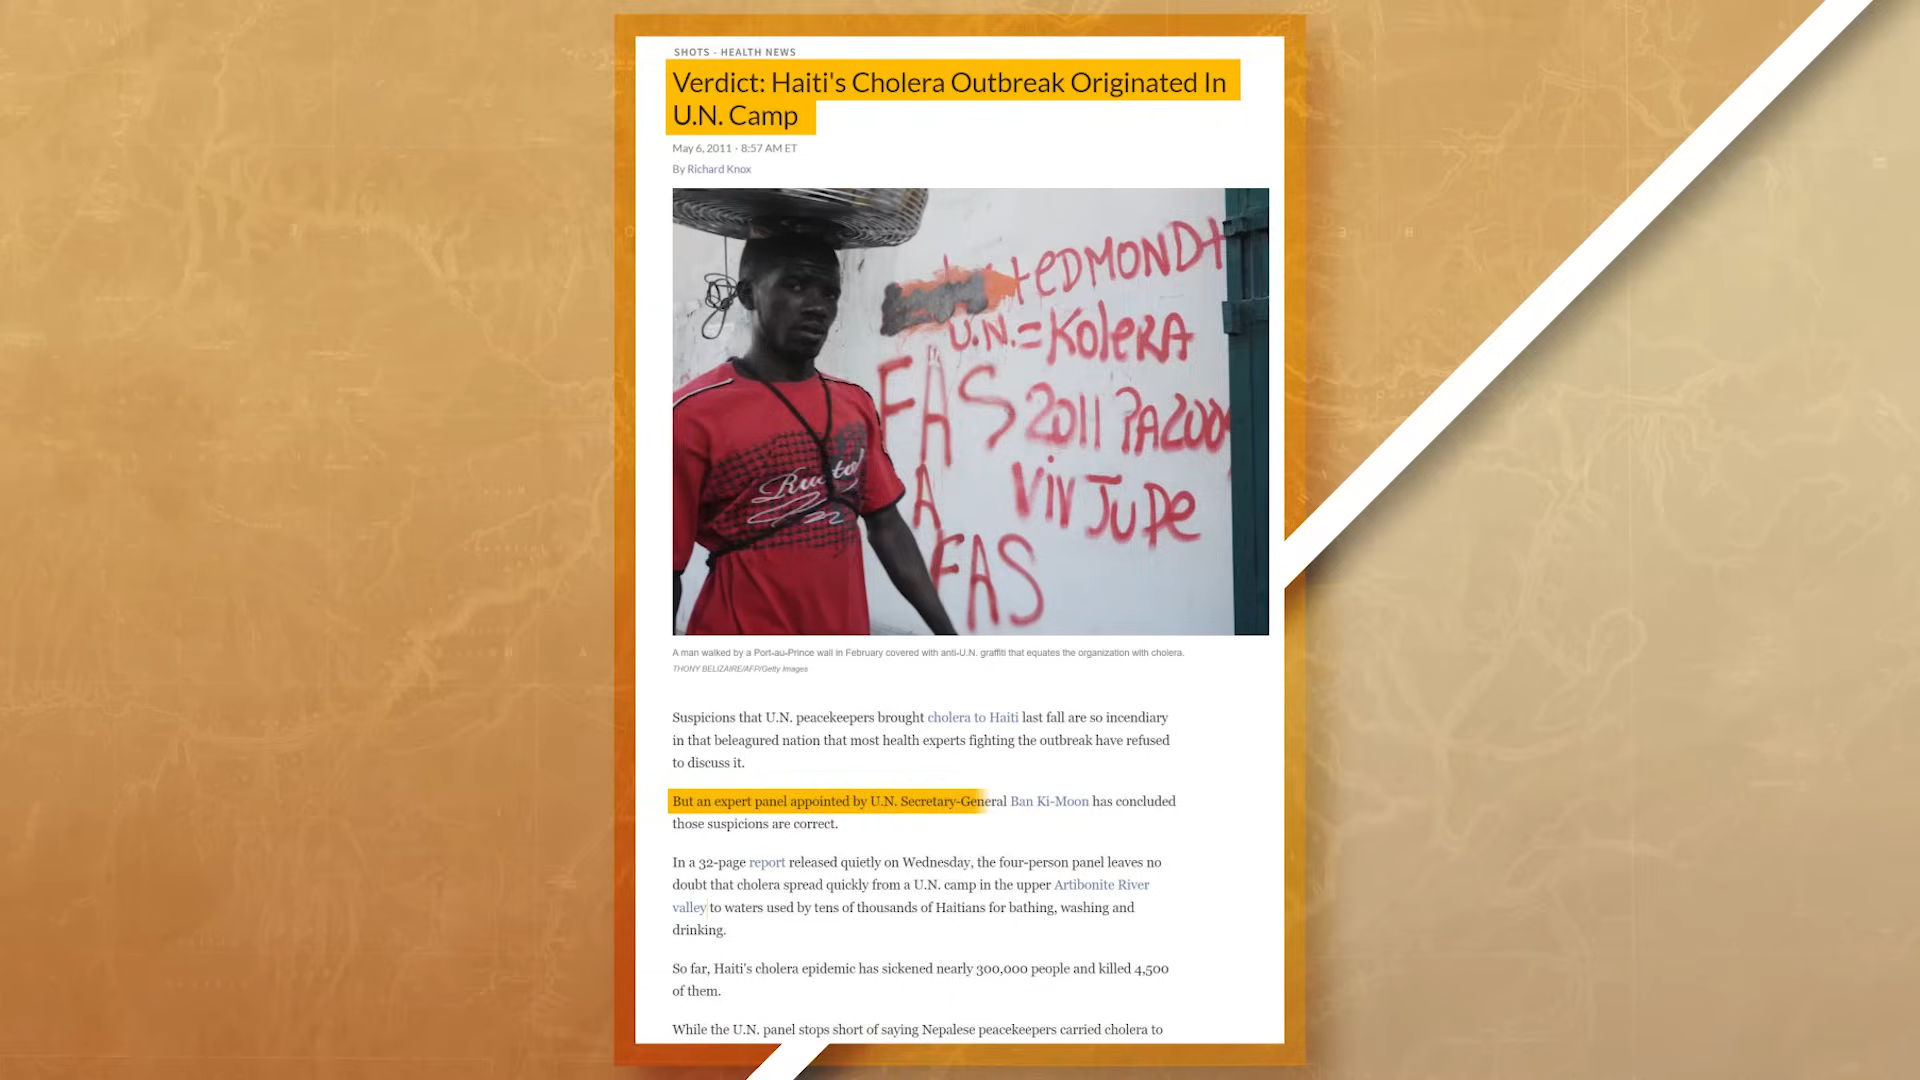 SHOTS - HEALTH NEWS
Verdict: Haiti's Cholera Outbreak Originated In
U.N. Camp
May 6, 2011 · 8:57 AM ET
By Richard Knox
+EDMONDt
U.N.=KOLERA
FAS 2011 PA 200
A
VIV JUDE
FAS
A man walked by a Port-au-Prince wall in February covered with anti-U.N. graffiti that equates the organization with cholera.
THONY BELIZAIRE/AFP/Getty Images
Suspicions that U.N. peacekeepers brought cholera to Haiti last fall are so incendiary
in that beleagured nation that most health experts fighting the outbreak have refused
to discuss it.
But an expert panel appointed by U.N. Secretary-General Ban Ki-Moon has concluded
those suspicions are correct.
In a 32-page report released quietly on Wednesday, the four-person panel leaves no
doubt that cholera spread quickly from a U.N. camp in the upper Artibonite River
valley to waters used by tens of thousands of Haitians for bathing, washing and
drinking.
So far, Haiti's cholera epidemic has sickened nearly 300,000 people and killed 4,500
of them.
While the U.N. panel stops short of saying Nepalese peacekeepers carried cholera to